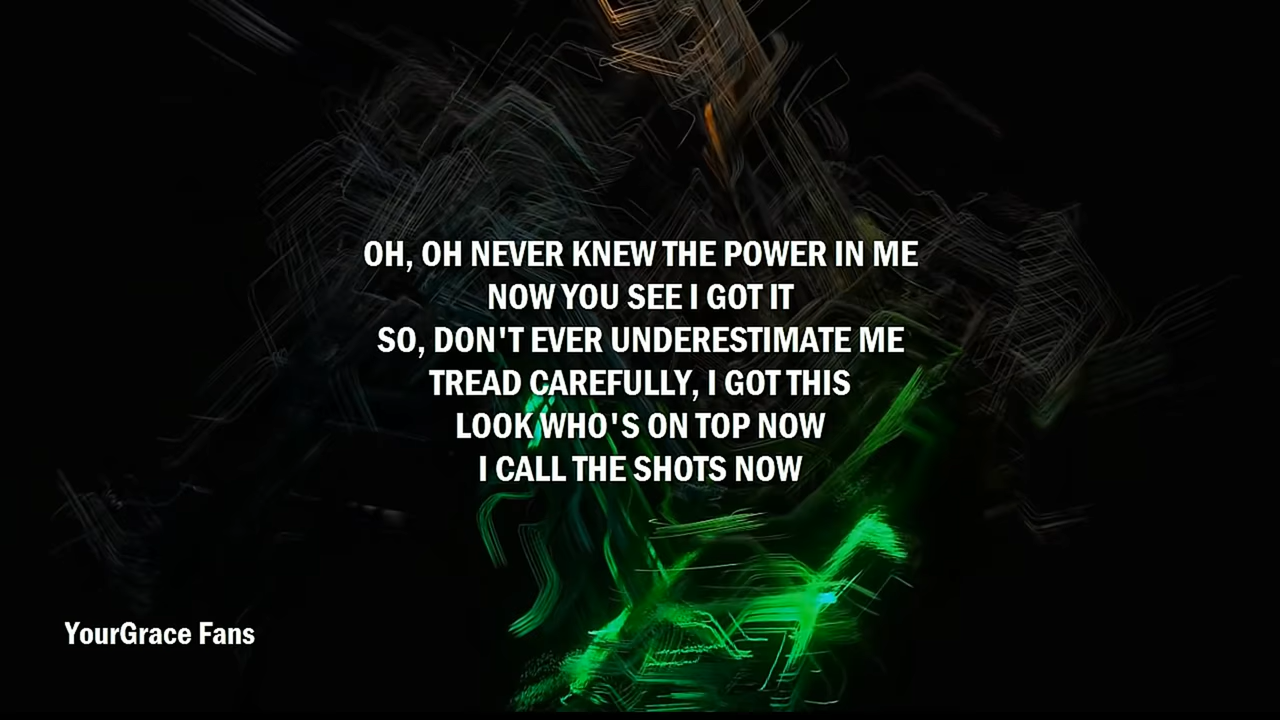 OH, OH NEVER KNEW THE POWER IN ME
NOW YOU SEE I GOT IT
SO, DON'T EVER UNDERESTIMATE ME
TREAD CAREFULLY, I GOT THIS
LOOK WHO'S ON TOP NOW
I CALL THE SHOTS NOW
YourGrace Fans